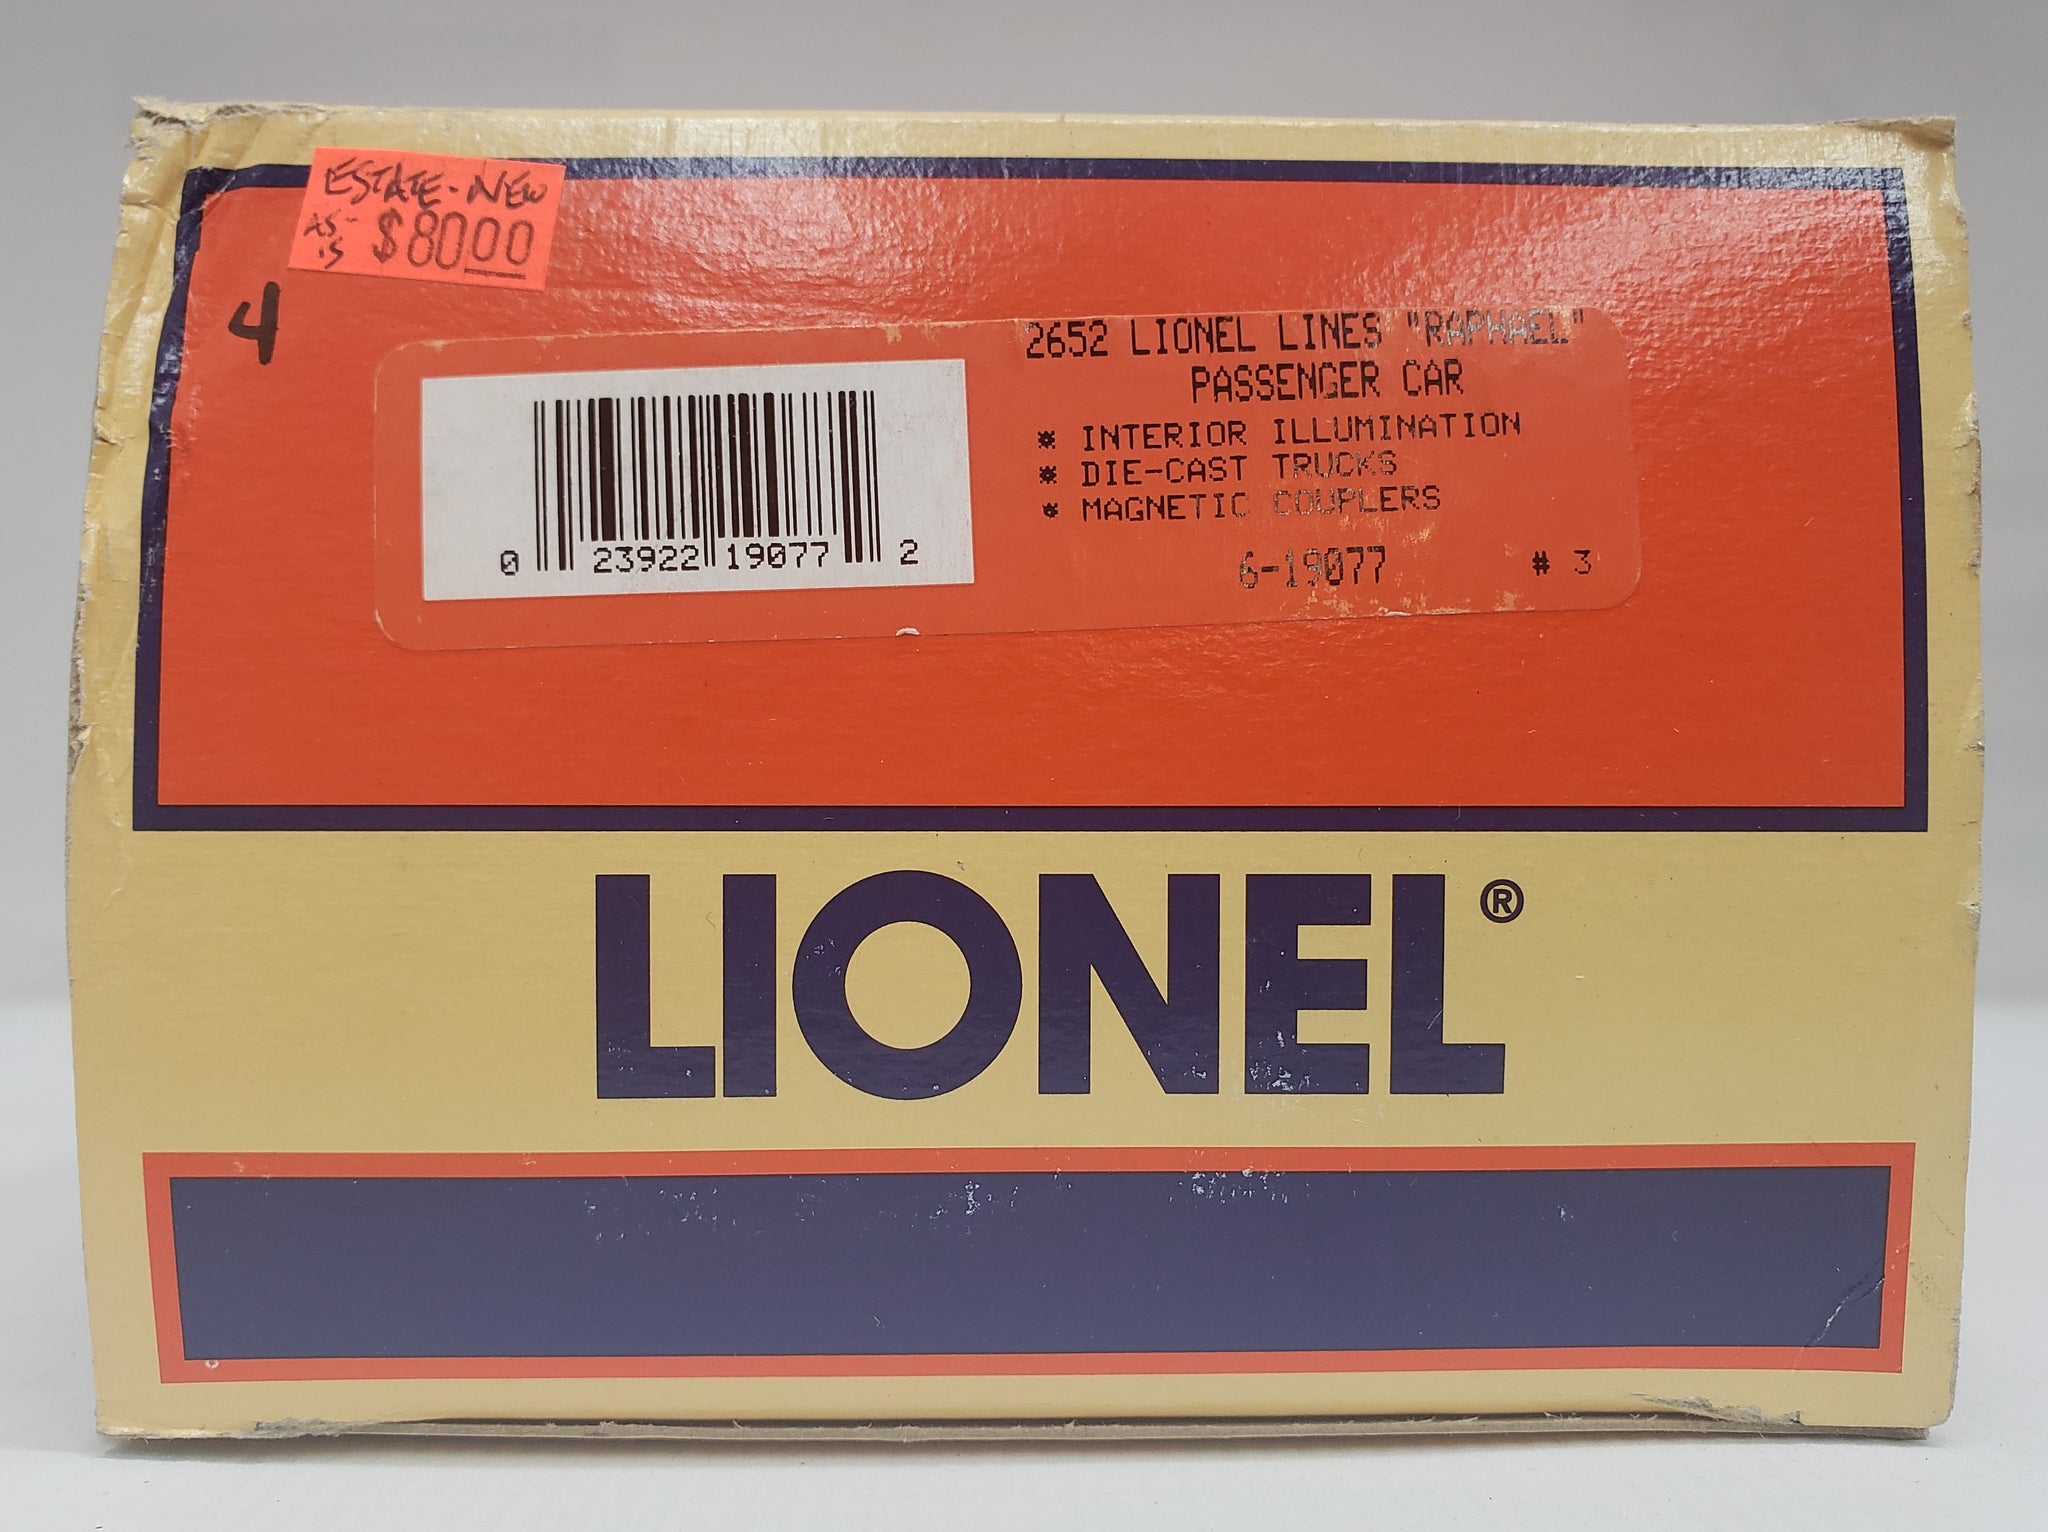 ESTATE-NEW
AS-IS $80.00
4
2652 LIONEL LINES "RAPHAEL"
PASSENGER CAR
* INTERIOR ILLUMINATION
* DIE-CAST TRUCKS
* MAGNETIC COUPLERS
0 23922 19077 2
6-19077 # 3
LIONEL®